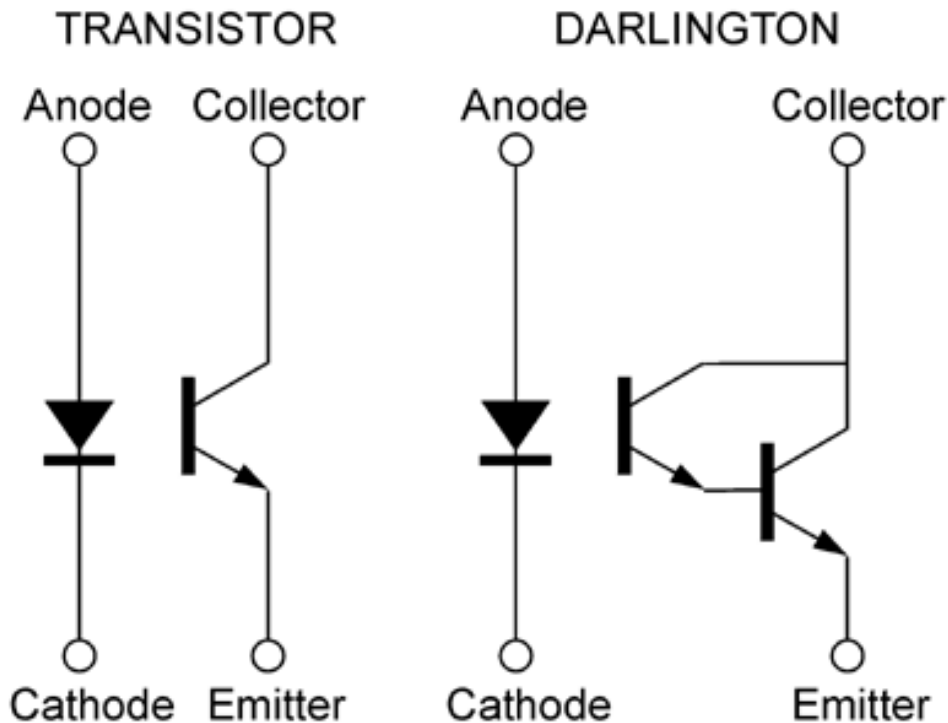 TRANSISTOR DARLINGTON
Anode Collector Anode Collector
Cathode Emitter Cathode Emitter